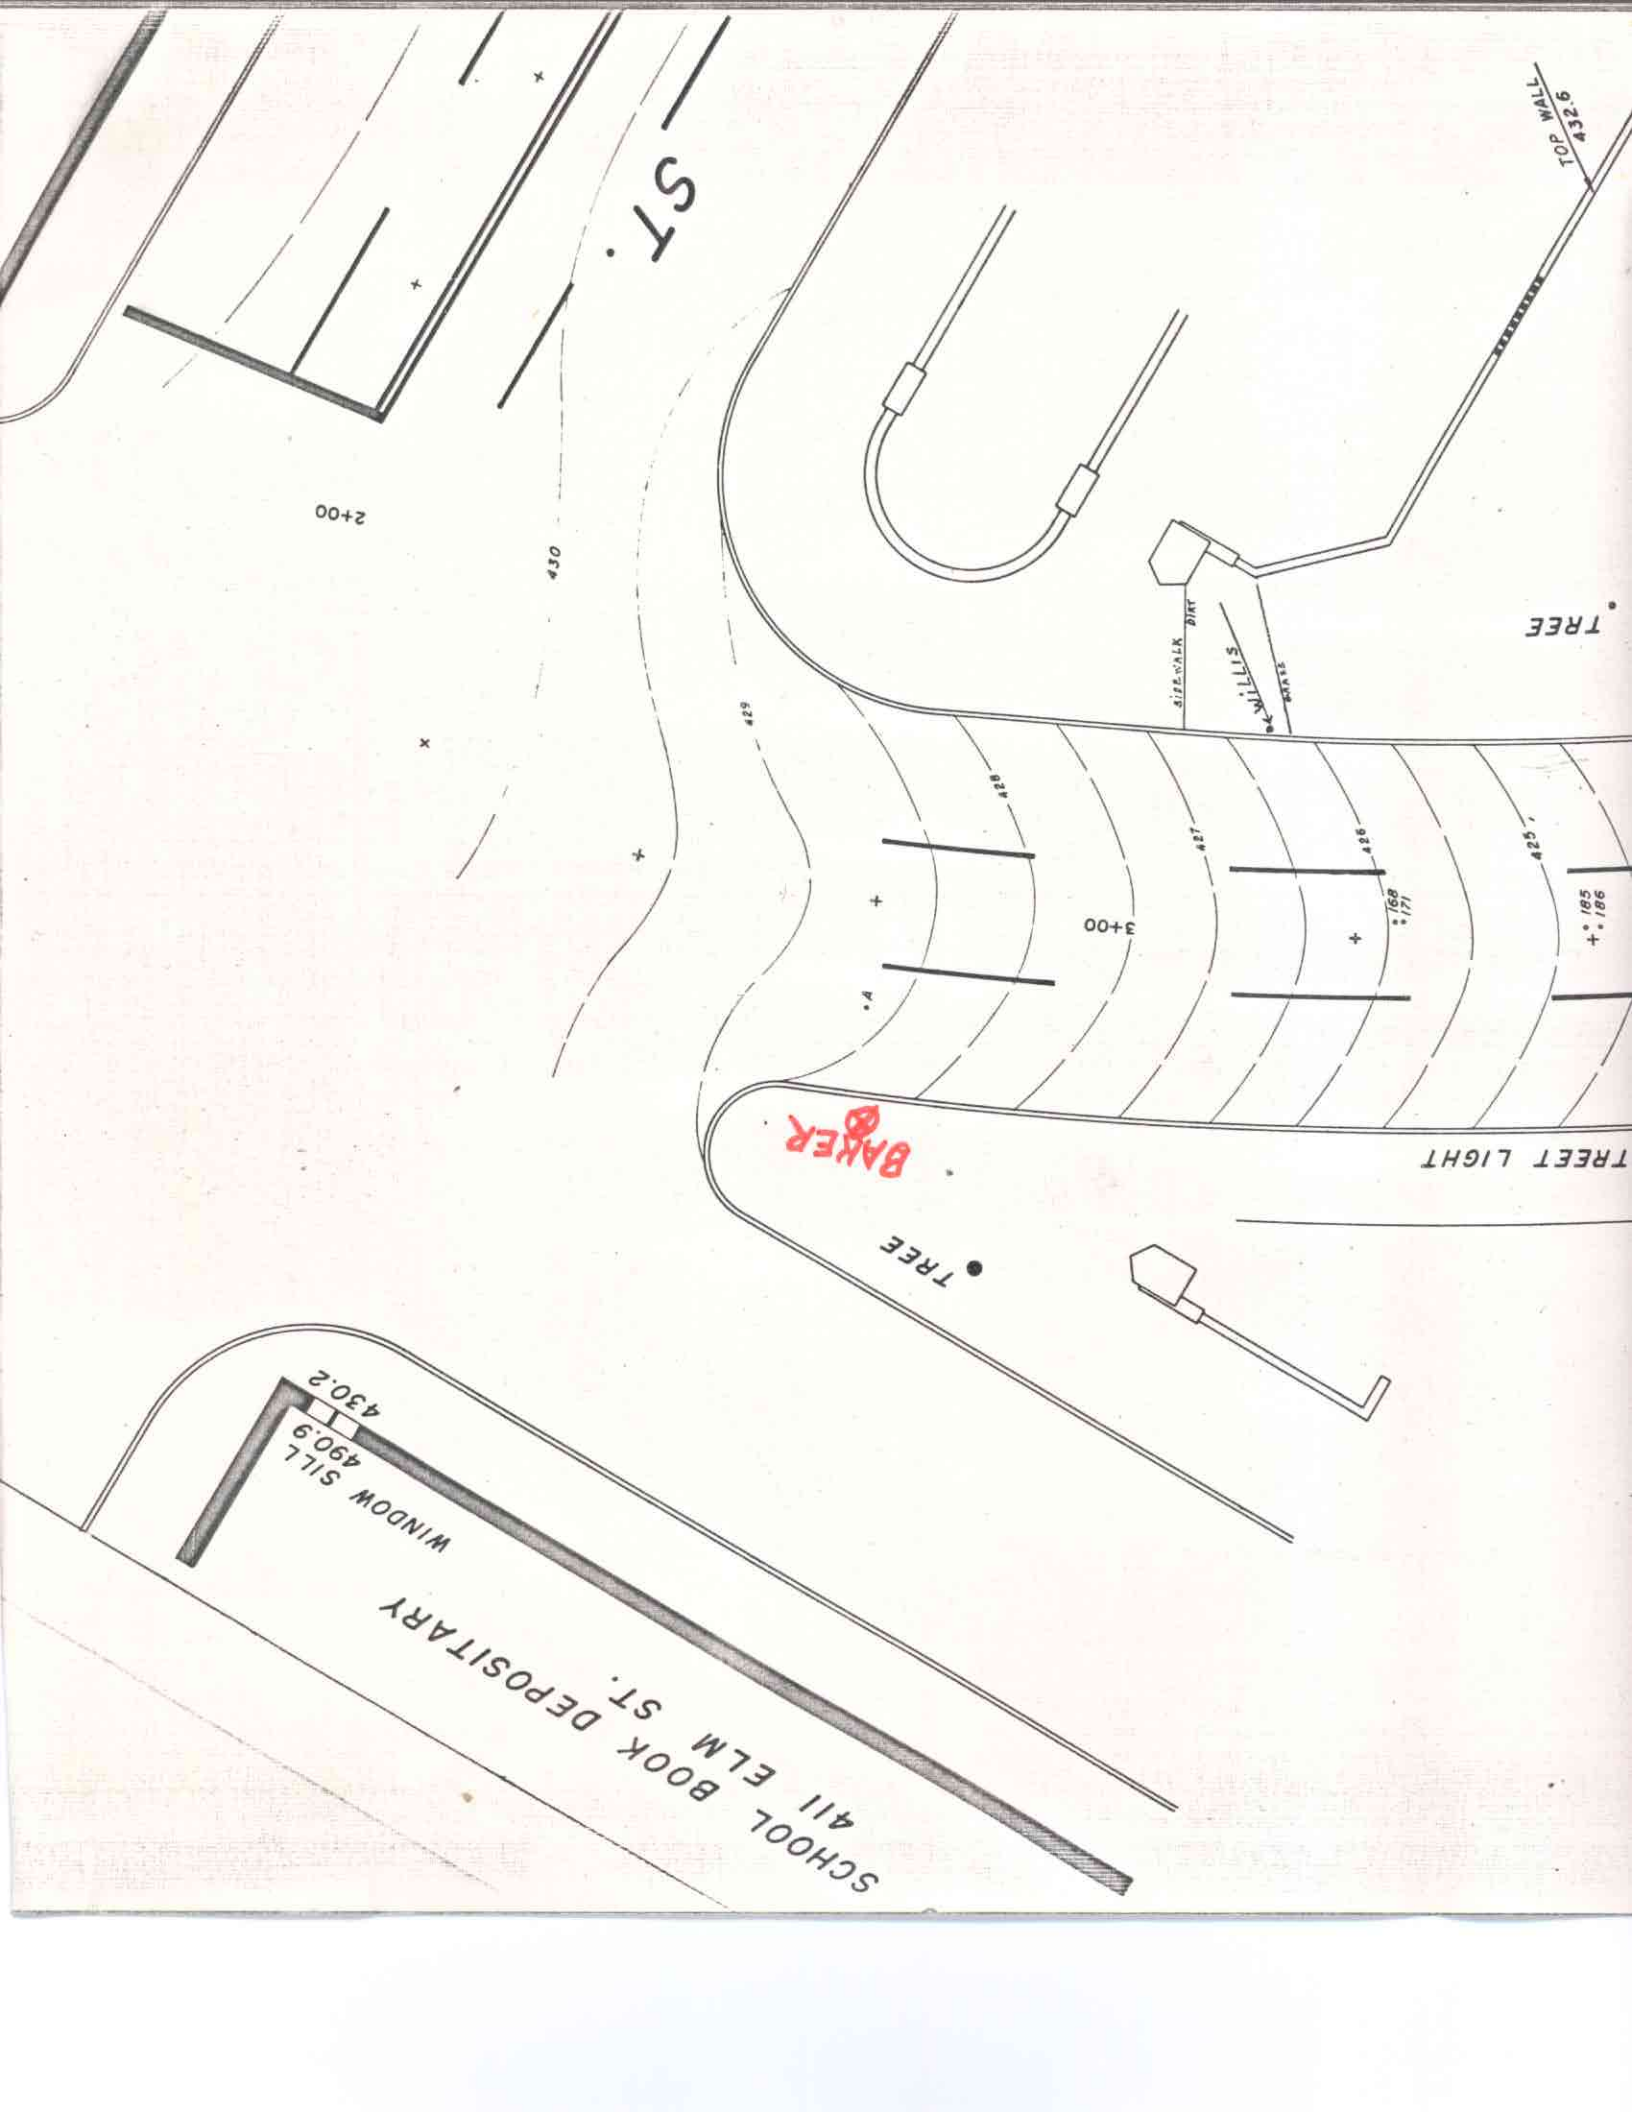 TOP WALL
432.6
ST.
2+00
430
TREE
SIDEWALK
DIRT
WILLIS
429
428
427
426
425
3+00
168
171
185
186
A
BAKER
TREET LIGHT
TREE
430.2
490.9
WINDOW SILL
SCHOOL BOOK DEPOSITARY
411 ELM ST.